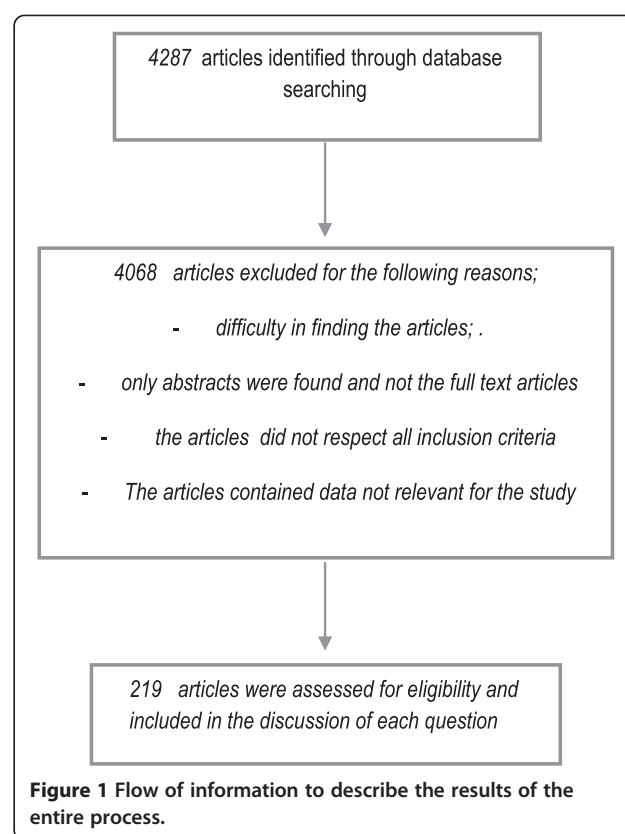 4287 articles identified through database
searching
4068 articles excluded for the following reasons;
- difficulty in finding the articles; .
- only abstracts were found and not the full text articles
- the articles did not respect all inclusion criteria
- The articles contained data not relevant for the study
219 articles were assessed for eligibility and
included in the discussion of each question
Figure 1 Flow of information to describe the results of the
entire process.